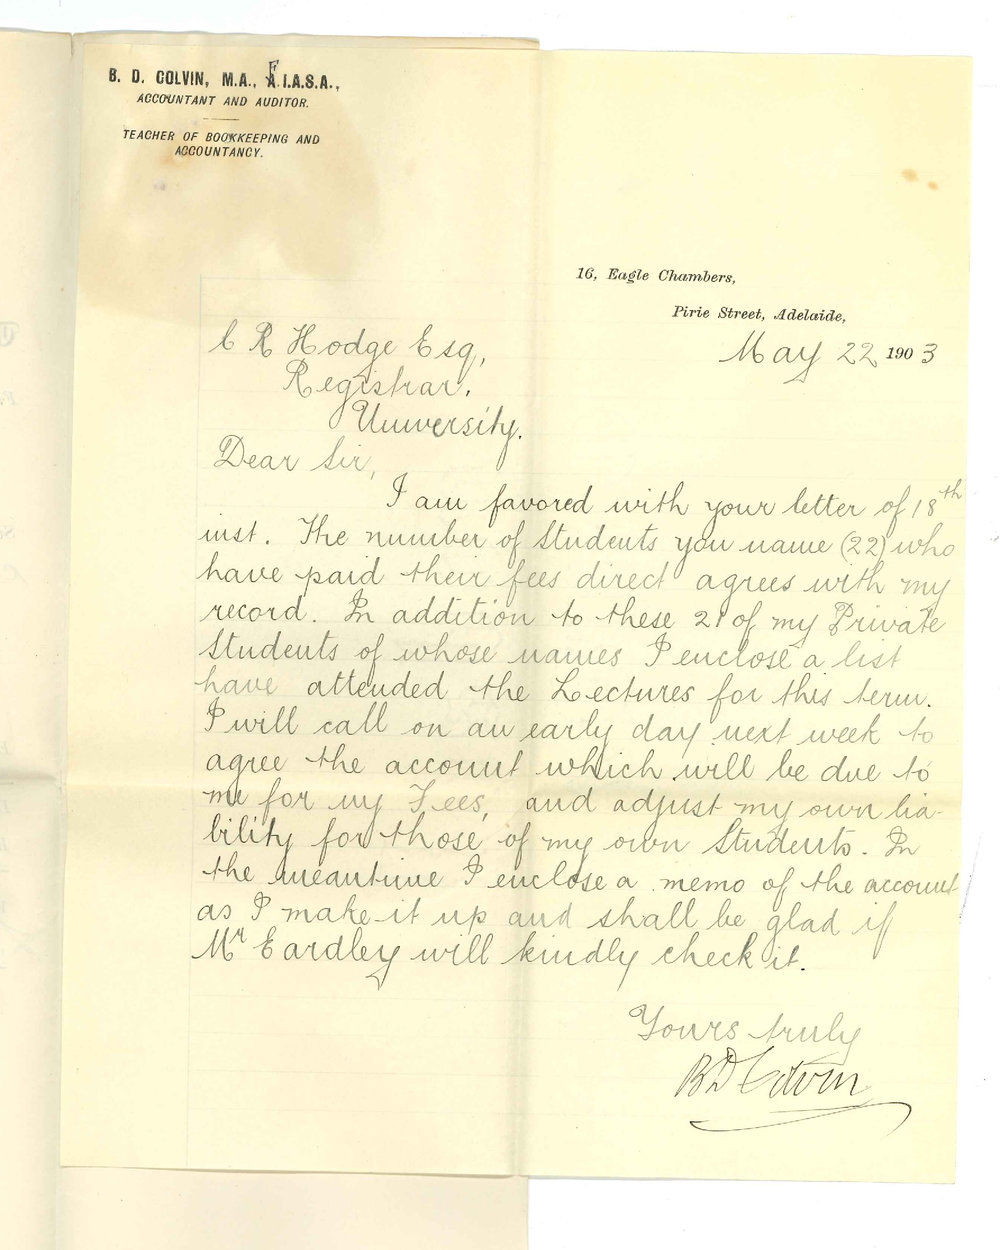 B. D. COLVIN, M.A., F.I.A.S.A.,
ACCOUNTANT AND AUDITOR.
TEACHER OF BOOKKEEPING AND
ACCOUNTANCY.
16, Eagle Chambers,
Pirie Street, Adelaide,
May 22 1903
C R Hodge Esq,
Registrar,
University.
Dear Sir,
I am favored with your letter of 18th
inst. The number of Students you name (22) who
have paid their fees direct agrees with my
record. In addition to these 21 of my Private
Students of whose names I enclose a list
have attended the Lectures for this term.
I will call on an early day next week to
agree the account which will be due to
me for my Fees, and adjust my own lia-
bility for those of my own Students. In
the meantime I enclose a memo of the account
as I make it up and shall be glad if
Mr Eardley will kindly check it.
Yours truly
B D Colvin